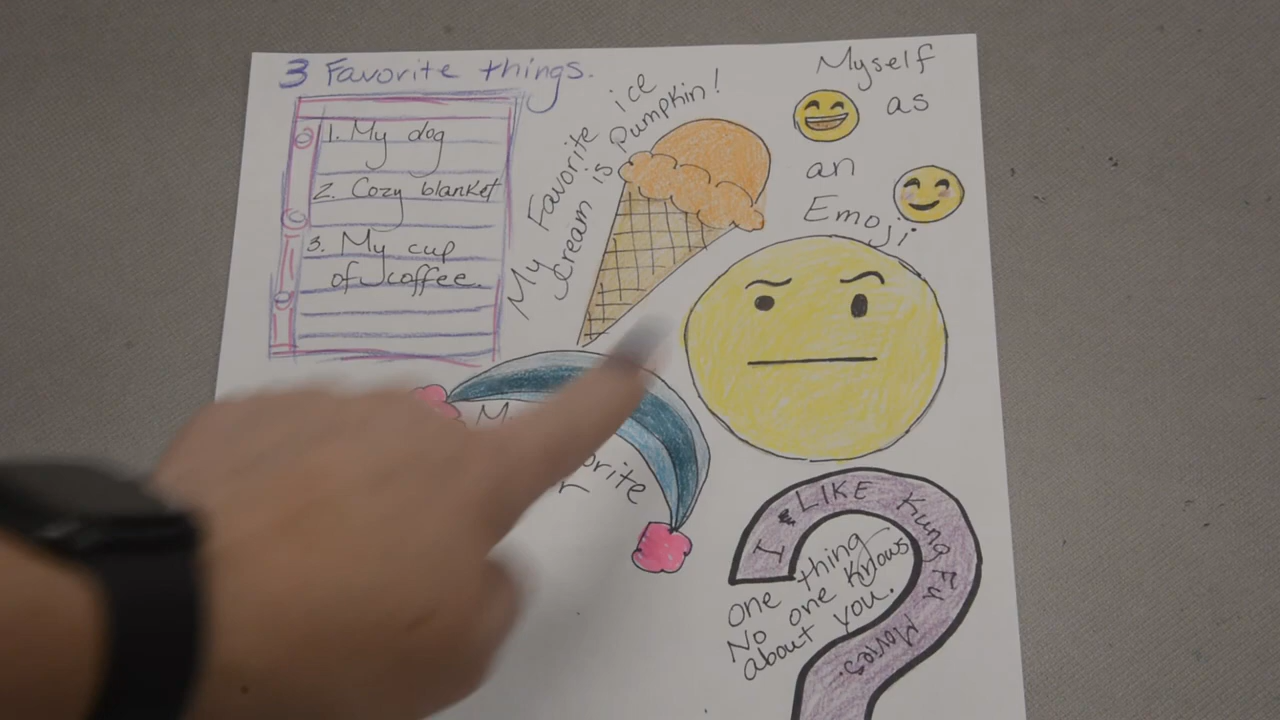 3 Favorite things.
1. My dog
2. Cozy blanket
3. My cup
of coffee.
My Favorite ice
cream is Pumpkin!
Myself
as
an
Emoji
I LIKE Kung Fu Movies.
One thing
No one knows
about you.